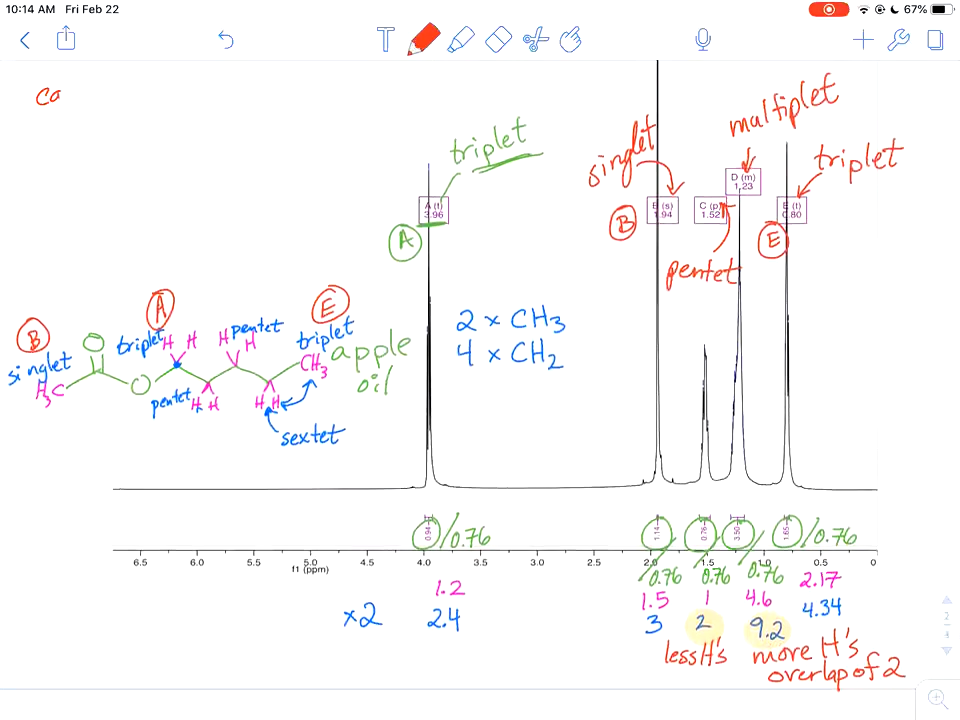 10:14 AM Fri Feb 22
67%
T
Co
triplet
singlet
multiplet
triplet
A (t)
3.96
B (s)
1.94
C (p)
1.52
D (m)
1.23
E (t)
0.80
A
B
E
pentet
2 x CH3
4 x CH2
B
A
E
singlet
triplet
pentet
triplet
H H
H
H
H3C
O
O
CH3
apple
oil
pentet
H H
H H
sextet
0.94
/0.76
1.14
0.76
3.50
1.65
/0.76
6.5 6.0 5.5 5.0 4.5 4.0 3.5 3.0 2.5 2.0 1.5 1.0 0.5 0
f1 (ppm)
/0.76 /0.76 /0.76
1.2 1.5 1 4.6 2.17
x2 2.4 3 2 9.2 4.34
less H's more H's
overlap of 2
2
4